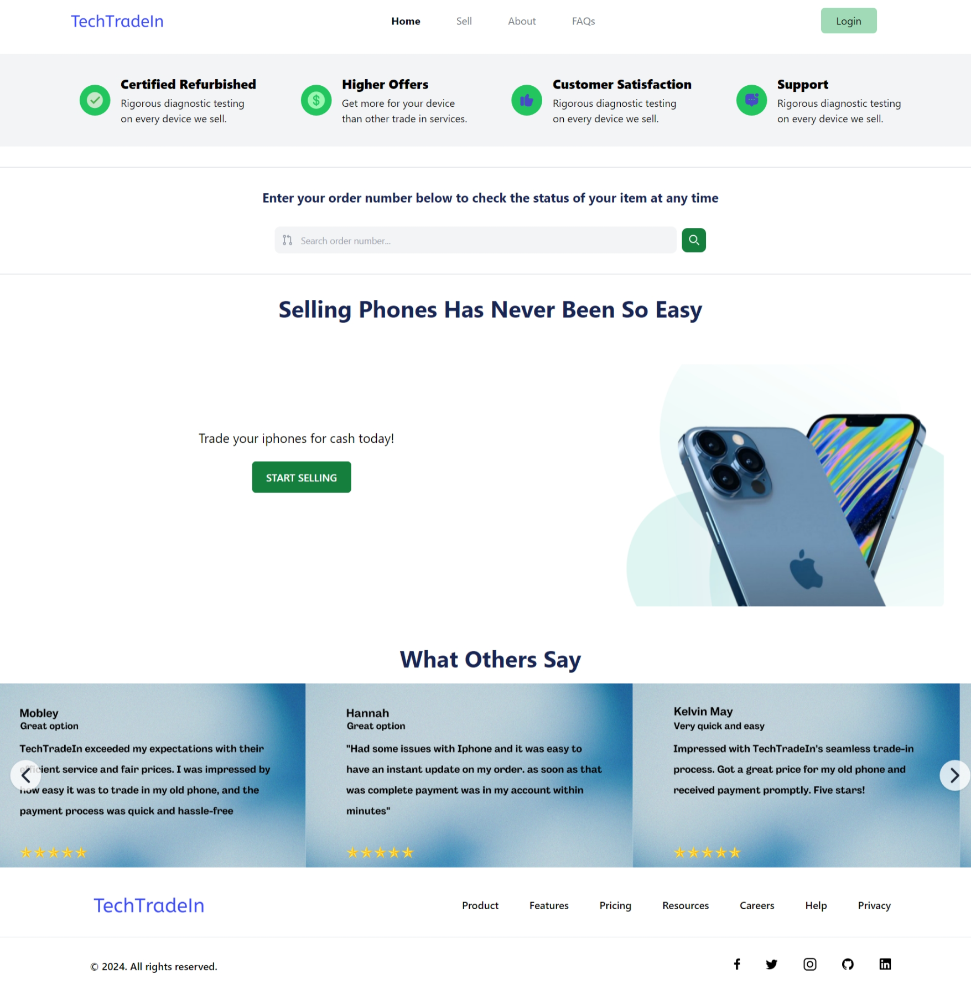 TechTradeIn
Home
Sell
About
FAQs
Login
Certified Refurbished
Rigorous diagnostic testing
on every device we sell.
Higher Offers
Get more for your device
than other trade in services.
Customer Satisfaction
Rigorous diagnostic testing
on every device we sell.
Support
Rigorous diagnostic testing
on every device we sell.
Enter your order number below to check the status of your item at any time
Search order number...
Selling Phones Has Never Been So Easy
Trade your iphones for cash today!
START SELLING
What Others Say
Mobley
Great option
TechTradeIn exceeded my expectations with their
efficient service and fair prices. I was impressed by
how easy it was to trade in my old phone, and the
payment process was quick and hassle-free
Hannah
Great option
"Had some issues with Iphone and it was easy to
have an instant update on my order. as soon as that
was complete payment was in my account within
minutes"
Kelvin May
Very quick and easy
Impressed with TechTradeIn's seamless trade-in
process. Got a great price for my old phone and
received payment promptly. Five stars!
TechTradeIn
Product
Features
Pricing
Resources
Careers
Help
Privacy
© 2024. All rights reserved.